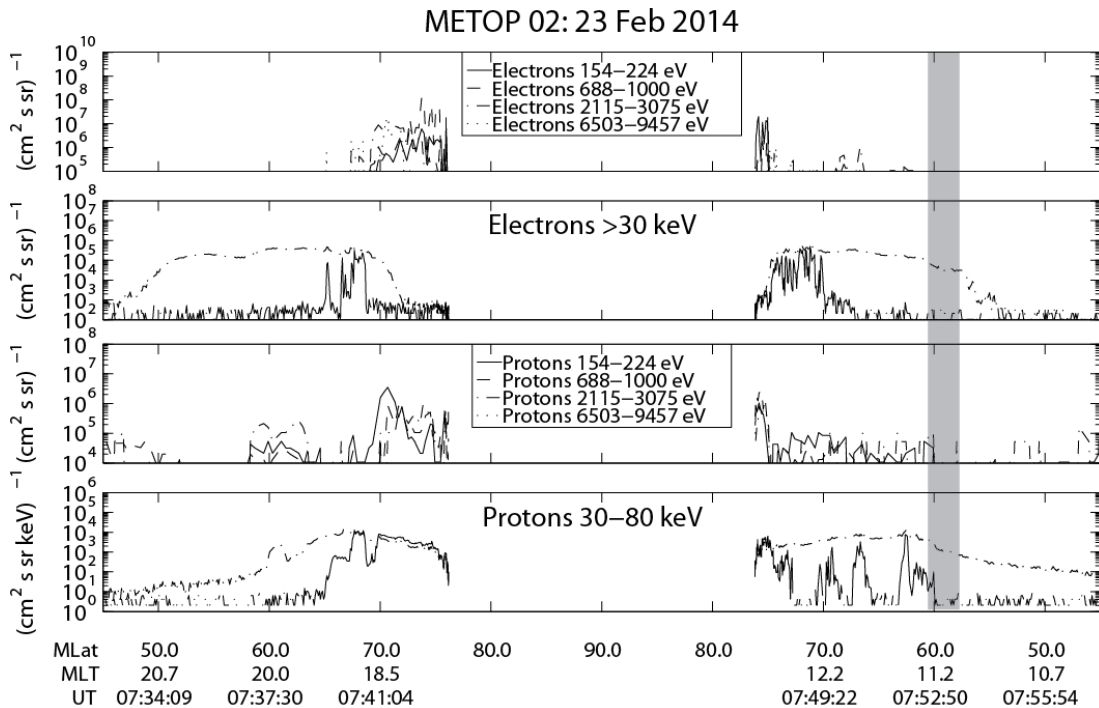 METOP 02: 23 Feb 2014
10^10
10^9
10^8
10^7
10^6
10^5
(cm^2 s sr)^-1
Electrons 154−224 eV
Electrons 688−1000 eV
Electrons 2115−3075 eV
Electrons 6503−9457 eV
10^8
10^7
10^6
10^5
10^4
10^3
10^2
(cm^2 s sr)^-1
Electrons >30 keV
10^8
10^7
10^6
10^5
10^4
(cm^2 s sr)^-1
Protons 154−224 eV
Protons 688−1000 eV
Protons 2115−3075 eV
Protons 6503−9457 eV
10^6
10^5
10^4
10^3
10^2
10^1
10^0
(cm^2 s sr keV)^-1
Protons 30−80 keV
MLat 50.0 60.0 70.0 80.0 90.0 80.0 70.0 60.0 50.0
MLT 20.7 20.0 18.5 12.2 11.2 10.7
UT 07:34:09 07:37:30 07:41:04 07:49:22 07:52:50 07:55:54